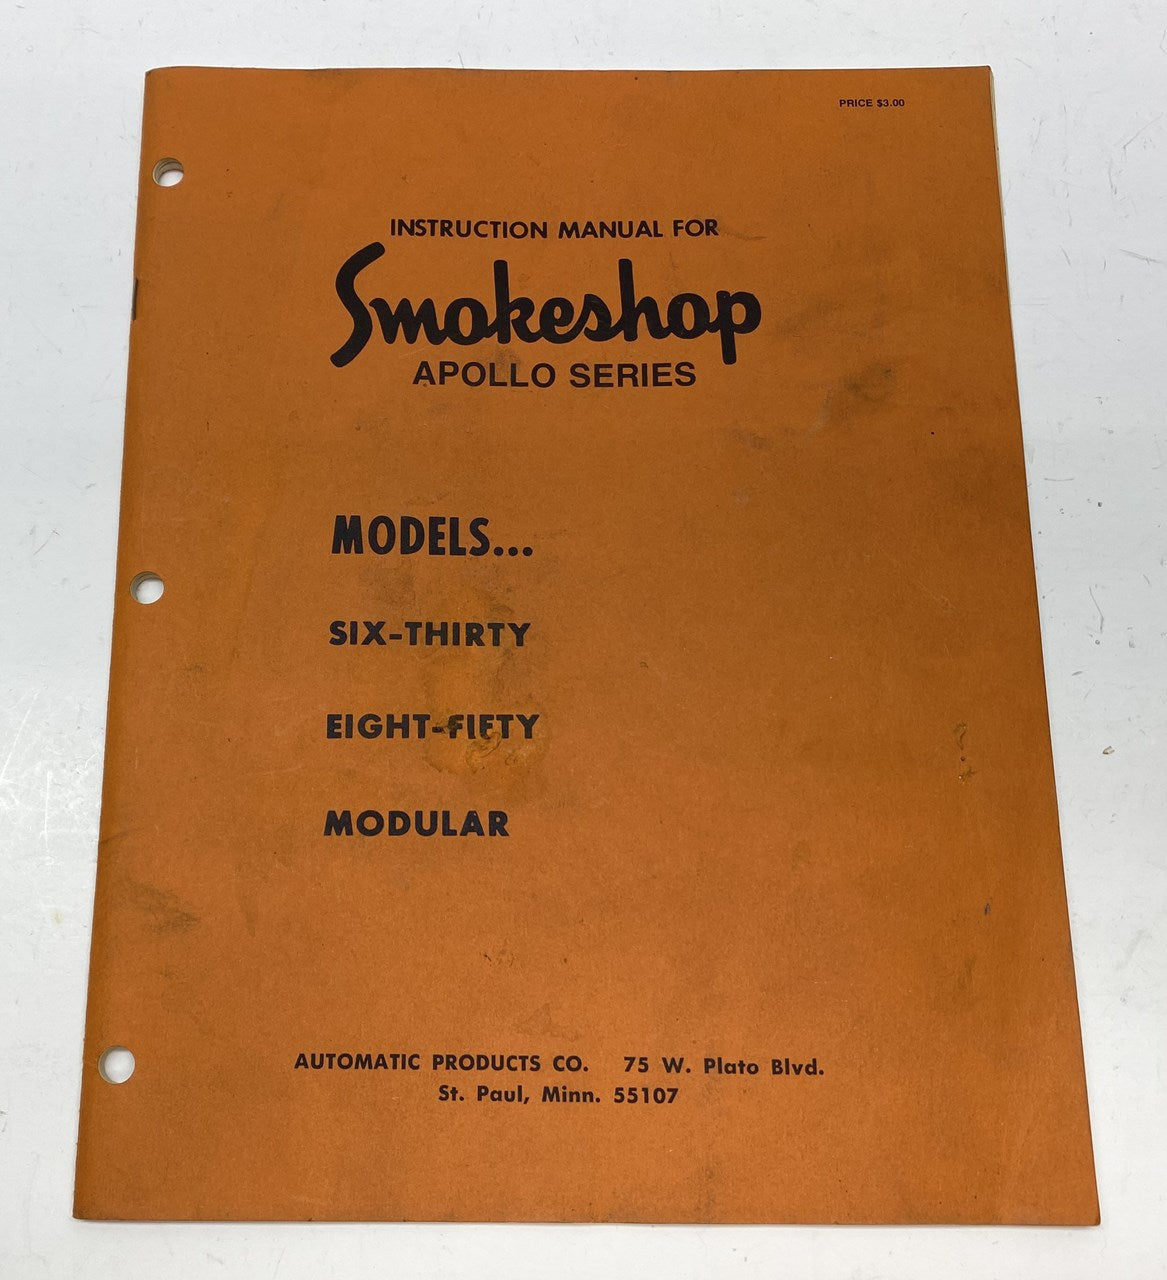 PRICE $3.00
INSTRUCTION MANUAL FOR
Smokeshop
APOLLO SERIES
MODELS...
SIX-THIRTY
EIGHT-FIFTY
MODULAR
AUTOMATIC PRODUCTS CO. 75 W. Plato Blvd.
St. Paul, Minn. 55107